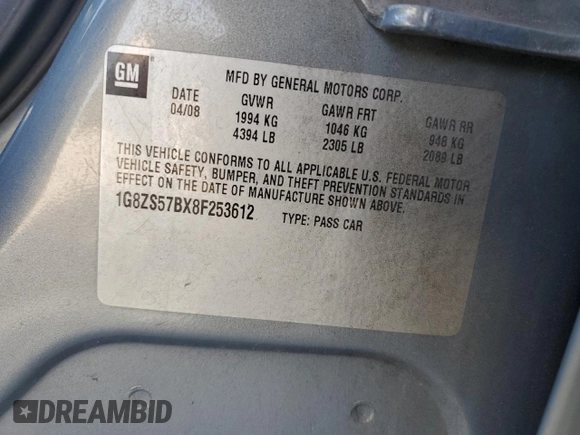 GM
MFD BY GENERAL MOTORS CORP.
DATE GVWR GAWR FRT GAWR RR
04/08 1994 KG 1046 KG 948 KG
4394 LB 2305 LB 2089 LB
THIS VEHICLE CONFORMS TO ALL APPLICABLE U.S. FEDERAL MOTOR
VEHICLE SAFETY, BUMPER, AND THEFT PREVENTION STANDARDS IN
EFFECT ON THE DATE OF MANUFACTURE SHOWN ABOVE.
1G8ZS57BX8F253612 TYPE: PASS CAR
DREAMBID